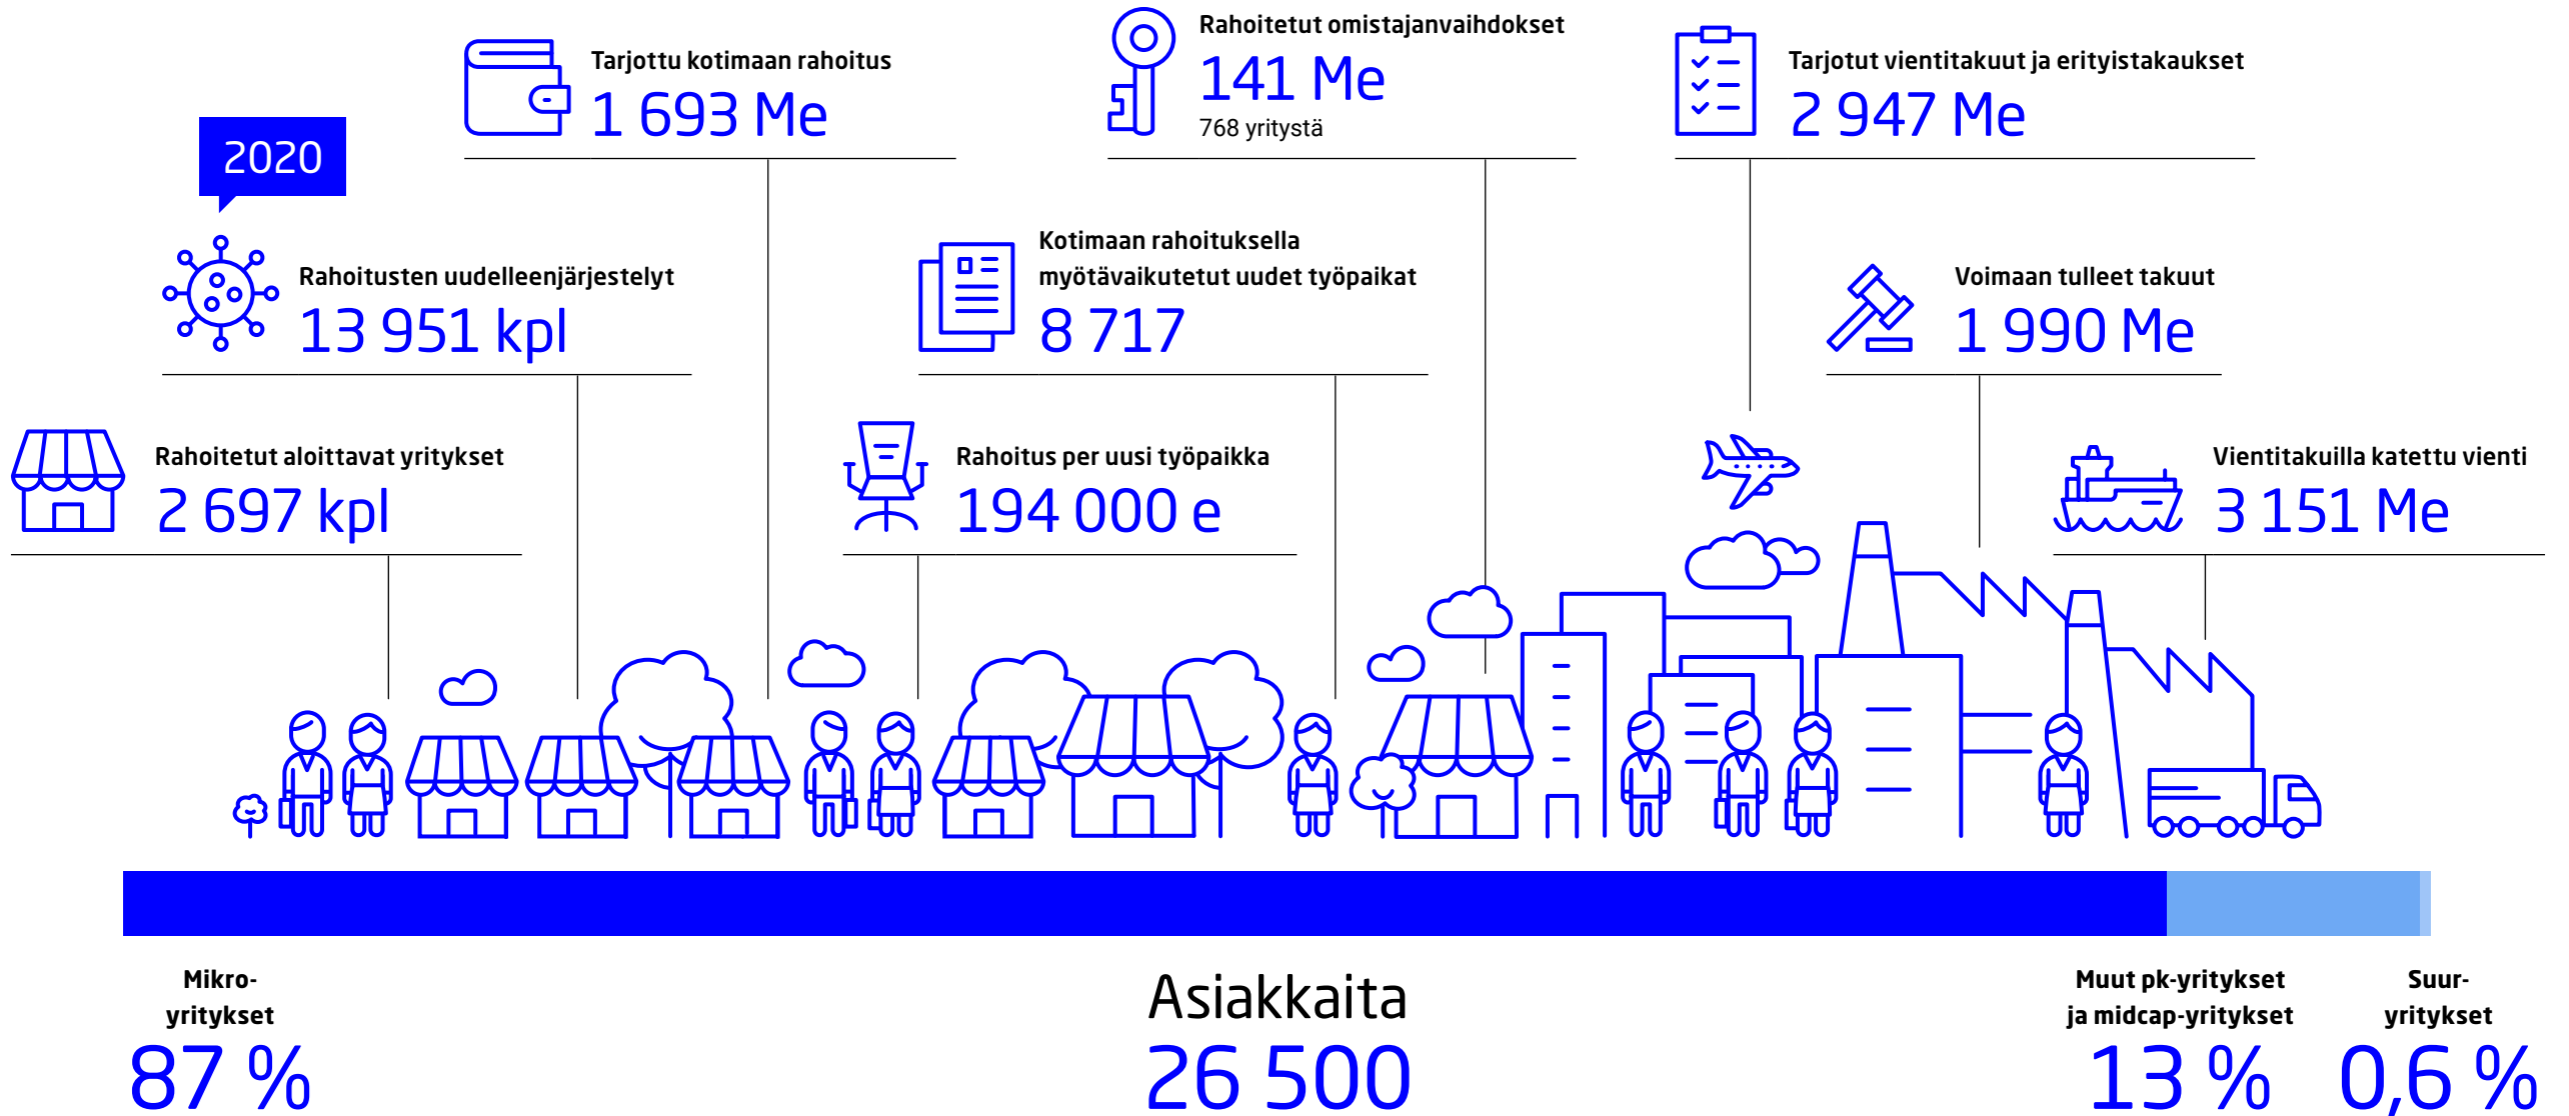 2020
Tarjottu kotimaan rahoitus
1 693 Me
Rahoitetut omistajanvaihdokset
141 Me
768 yritystä
Tarjotut vientitakuut ja erityistakaukset
2 947 Me
Rahoitusten uudelleenjärjestelyt
13 951 kpl
Kotimaan rahoituksella
myötävaikutetut uudet työpaikat
8 717
Voimaan tulleet takuut
1 990 Me
Rahoitetut aloittavat yritykset
2 697 kpl
Rahoitus per uusi työpaikka
194 000 e
Vientitakuilla katettu vienti
3 151 Me
Mikro-
yritykset
87 %
Asiakkaita
26 500
Muut pk-yritykset
ja midcap-yritykset
13 %
Suur-
yritykset
0,6 %